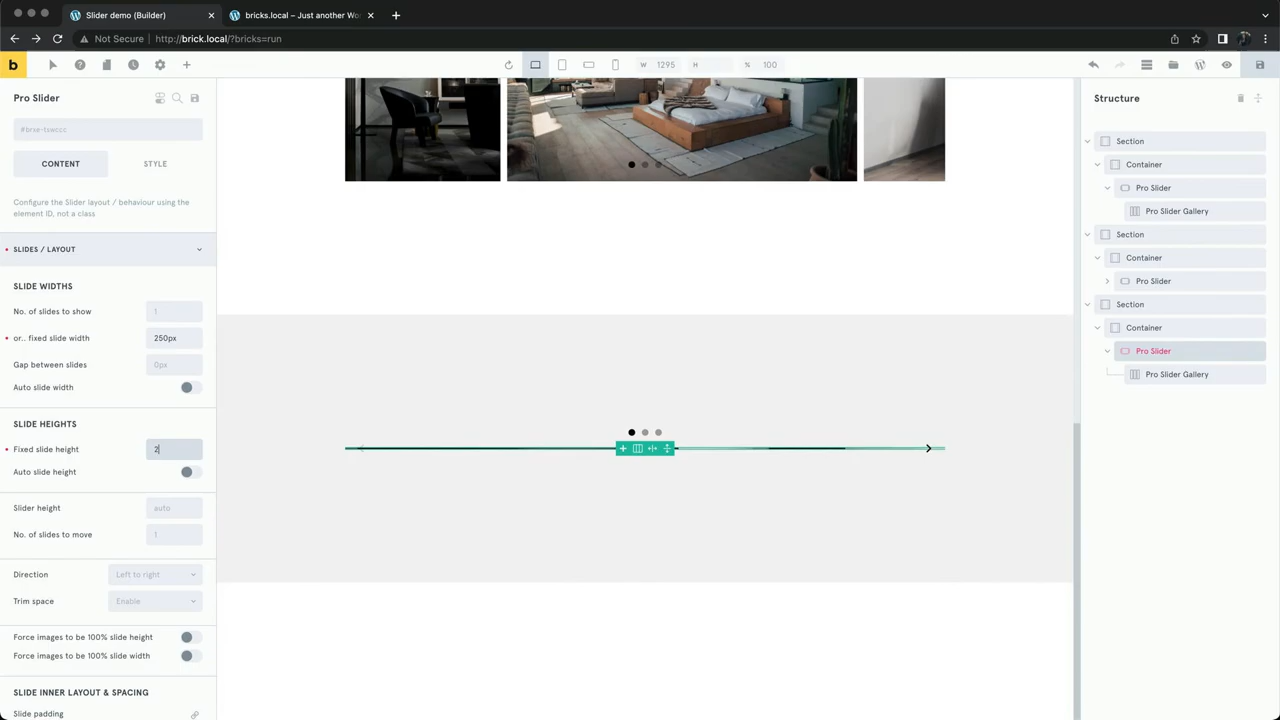 Slider demo (Builder)
bricks.local – Just another Wo
Not Secure
http://brick.local/?bricks=run
b
W 1295 H % 100
Pro Slider
#brxe-tswccc
CONTENT STYLE
Configure the Slider layout / behaviour using the
element ID, not a class
SLIDES / LAYOUT
SLIDE WIDTHS
No. of slides to show 1
or.. fixed slide width 250px
Gap between slides 0px
Auto slide width
SLIDE HEIGHTS
Fixed slide height 2
Auto slide height
Slider height auto
No. of slides to move 1
Direction Left to right
Trim space Enable
Force images to be 100% slide height
Force images to be 100% slide width
SLIDE INNER LAYOUT & SPACING
Slide padding
Structure
Section
Container
Pro Slider
Pro Slider Gallery
Section
Container
Pro Slider
Section
Container
Pro Slider
Pro Slider Gallery